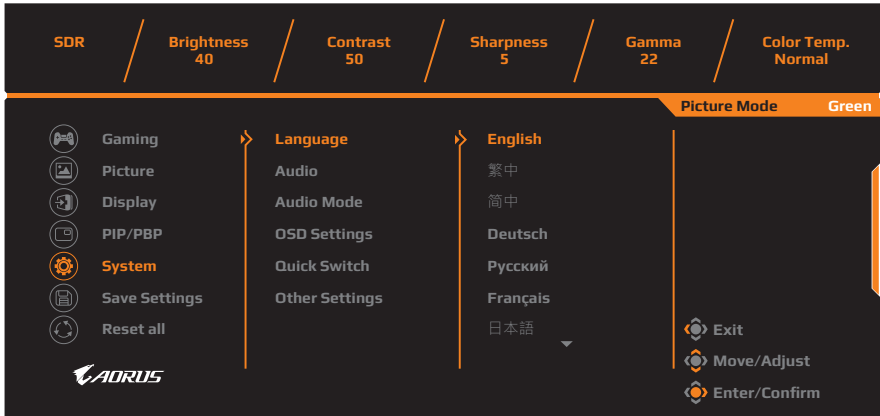 SDR
Brightness
40
Contrast
50
Sharpness
5
Gamma
22
Color Temp.
Normal
Picture Mode Green
Gaming
Picture
Display
PIP/PBP
System
Save Settings
Reset all
Language
Audio
Audio Mode
OSD Settings
Quick Switch
Other Settings
English
繁中
简中
Deutsch
Русский
Français
日本語
Exit
Move/Adjust
Enter/Confirm
AORUS